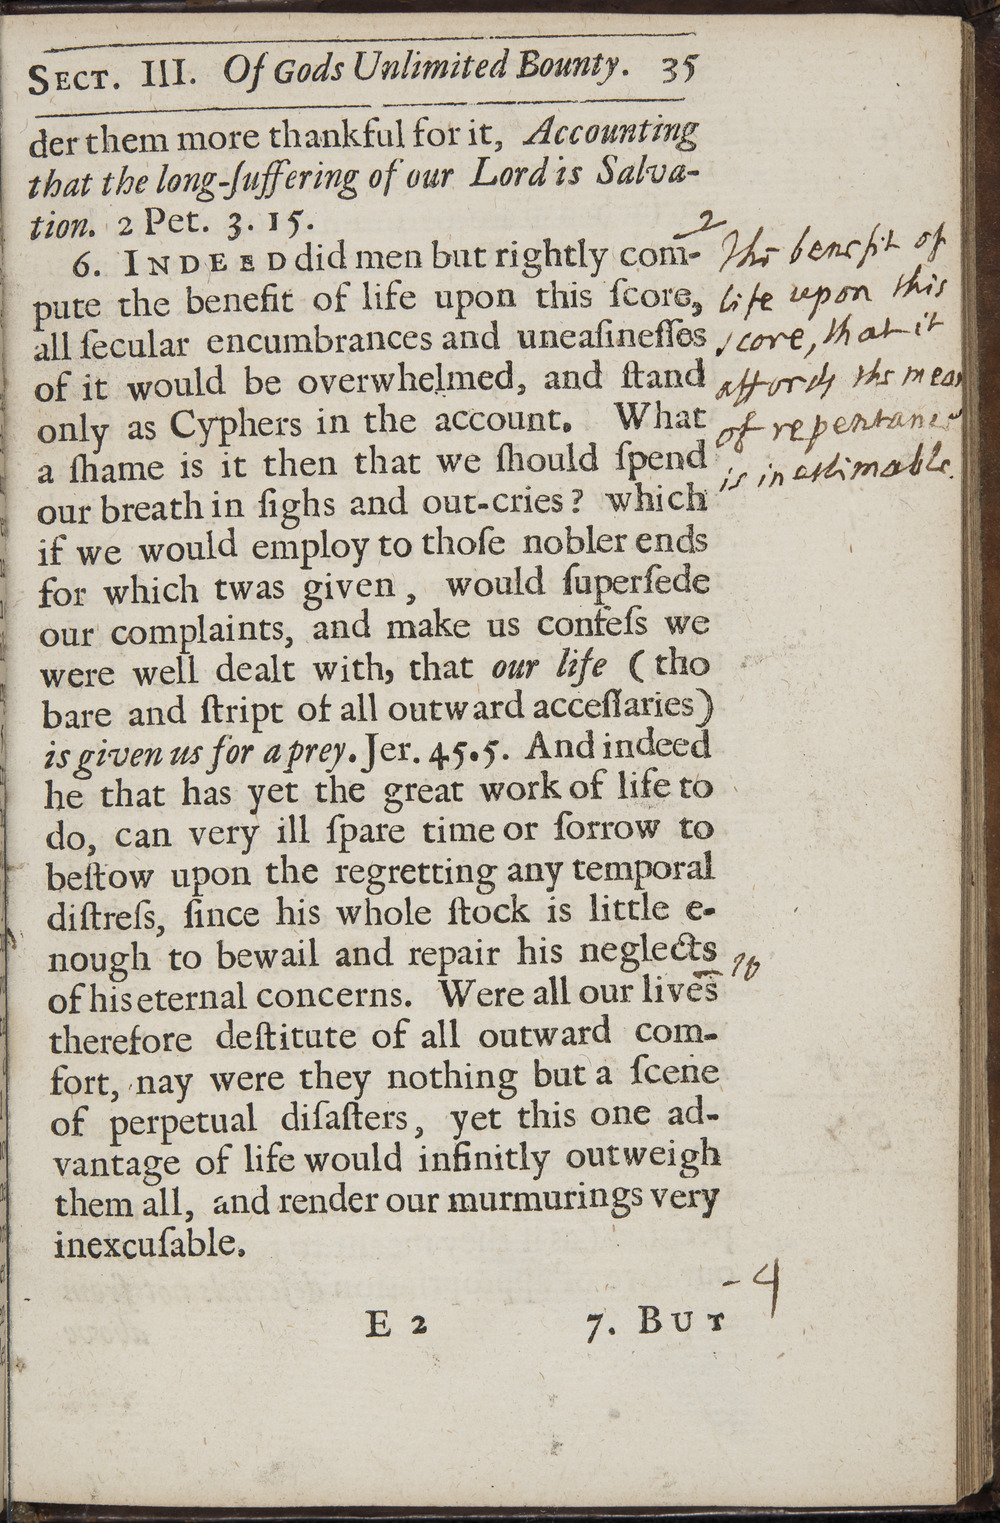 SECT. III. Of Gods Unlimited Bounty. 35
der them more thankful for it, Accounting
that the long-ſuffering of our Lord is Salva-
tion. 2 Pet. 3. 15.
2
6. INDEED did men but rightly com-
pute the benefit of life upon this ſcore,
all ſecular encumbrances and uneaſineſſes
of it would be overwhelmed, and ſtand
only as Cyphers in the account. What
a ſhame is it then that we ſhould ſpend
our breath in ſighs and out-cries? which
if we would employ to thoſe nobler ends
for which twas given, would ſuperſede
our complaints, and make us confeſs we
were well dealt with, that our life (tho
bare and ſtript of all outward acceſſaries)
is given us for a prey. Jer. 45.5. And indeed
he that has yet the great work of life to
do, can very ill ſpare time or ſorrow to
beſtow upon the regretting any temporal
diſtreſs, ſince his whole ſtock is little e-
nough to bewail and repair his neglects
of his eternal concerns. Were all our lives
therefore deſtitute of all outward com-
fort, nay were they nothing but a ſcene
of perpetual diſaſters, yet this one ad-
vantage of life would infinitly outweigh
them all, and render our murmurings very
inexcuſable.
E 2 7. BUT
The benefit of
life upon this
score, that it
affords the mean
of repentance
is inestimable.
-4